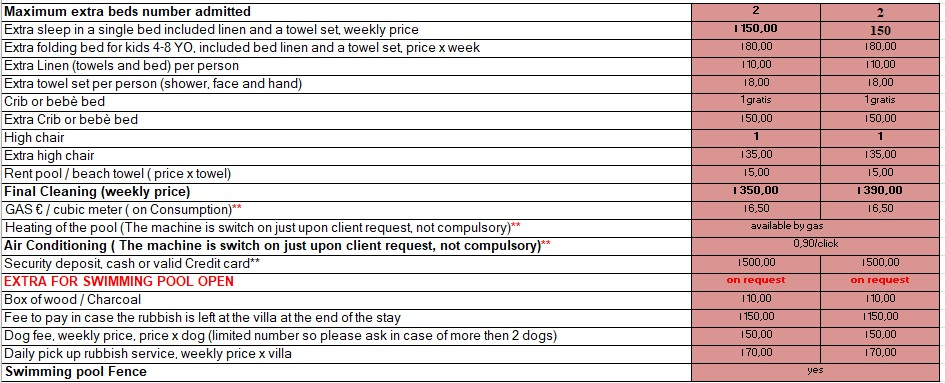 Maximum extra beds number admitted 2 2
Extra sleep in a single bed included linen and a towel set, weekly price ı 150,00 150
Extra folding bed for kids 4-8 YO, included bed linen and a towel set, price x week ı 80,00 ı 80,00
Extra Linen (towels and bed) per person ı 10,00 ı 10,00
Extra towel set per person (shower, face and hand) ı 8,00 ı 8,00
Crib or bebè bed 1 gratis 1 gratis
Extra Crib or bebè bed ı 50,00 ı 50,00
High chair 1 1
Extra high chair ı 35,00 ı 35,00
Rent pool / beach towel ( price x towel) ı 5,00 ı 5,00
Final Cleaning (weekly price) ı 350,00 ı 390,00
GAS € / cubic meter ( on Consumption)** ı 6,50 ı 6,50
Heating of the pool (The machine is switch on just upon client request, not compulsory)** available by gas
Air Conditioning ( The machine is switch on just upon client request, not compulsory)** 0,90/click
Security deposit, cash or valid Credit card** ı 500,00 ı 500,00
EXTRA FOR SWIMMING POOL OPEN on request on request
Box of wood / Charcoal ı 10,00 ı 10,00
Fee to pay in case the rubbish is left at the villa at the end of the stay ı 150,00 ı 150,00
Dog fee, weekly price, price x dog (limited number so please ask in case of more then 2 dogs) ı 50,00 ı 50,00
Daily pick up rubbish service, weekly price x villa ı 70,00 ı 70,00
Swimming pool Fence yes